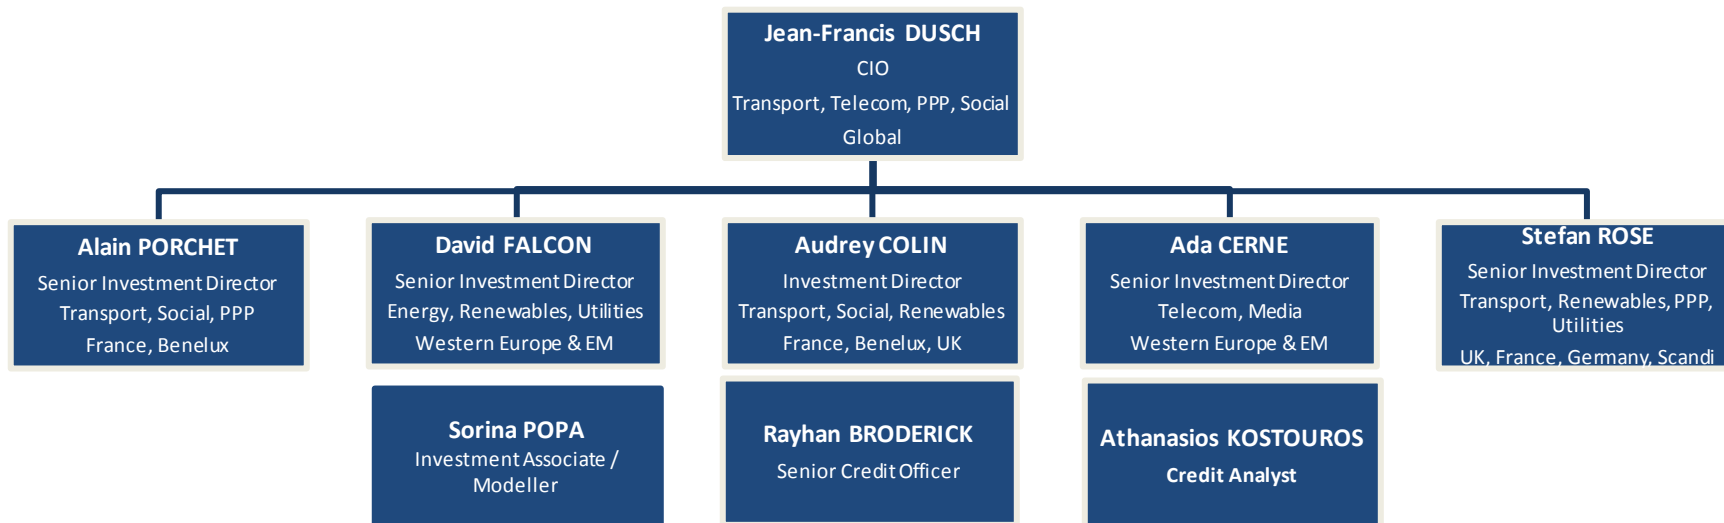 Jean-Francis DUSCH
CIO
Transport, Telecom, PPP, Social
Global
Alain PORCHET
Senior Investment Director
Transport, Social, PPP
France, Benelux
David FALCON
Senior Investment Director
Energy, Renewables, Utilities
Western Europe & EM
Audrey COLIN
Investment Director
Transport, Social, Renewables
France, Benelux, UK
Ada CERNE
Senior Investment Director
Telecom, Media
Western Europe & EM
Stefan ROSE
Senior Investment Director
Transport, Renewables, PPP,
Utilities
UK, France, Germany, Scandi
Sorina POPA
Investment Associate /
Modeller
Rayhan BRODERICK
Senior Credit Officer
Athanasios KOSTOUROS
Credit Analyst